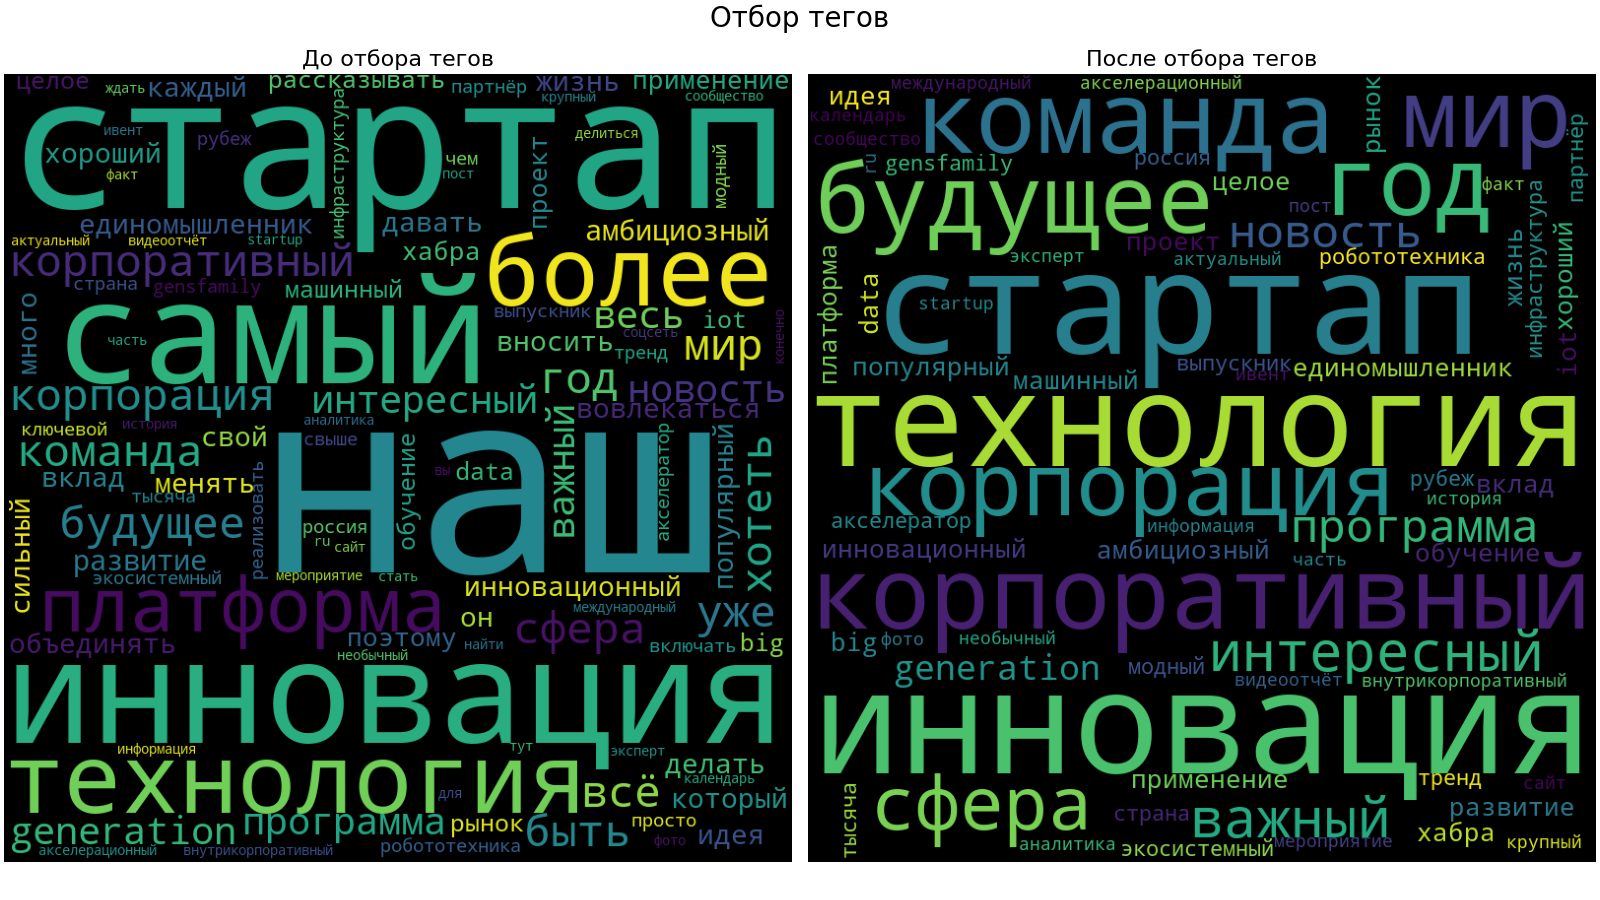 Отбор тегов
До отбора тегов
целое ждать каждый рассказывать партнёр жизнь применение
крупный сообщество
стартап
ивент рубеж инфраструктура делиться
хороший чем проект модный
факт пост
единомышленник давать амбициозный
актуальный видеоотчёт startup хабра более
корпоративный
страна gensfamily машинный
самый
много выпускник весь iot конечно
часть вносить соцсеть тренд мир
год новость
корпорация интересный вовлекаться
ключевой история аналитика
команда свой свыше наш важный
вклад менять обучение вы data акселератор популярный хотеть
тысяча
сильный будущее реализовать россия
ru сайт
развитие
экосистемный мероприятие стать
платформа инновационный
международный уже
он сфера
объединять поэтому найти включать big
необычный
инновация
информация тут эксперт
технология всё делать
для календарь
который
generation программа рынок быть просто идея
фото
акселерационный внутрикорпоративный робототехника
После отбора тегов
международный акселерационный
идея команда рынок мир
календарь
сообщество
ru gensfamily россия партнёр
будущее целое год факт
пост
проект новость инфраструктура
эксперт актуальный робототехника
платформа data стартап жизнь хороший
startup
популярный машинный выпускник iot
ивент единомышленник
технология
корпорация рубеж вклад
история
акселератор информация программа
инновационный амбициозный часть обучение
корпоративный
big фото необычный интересный
generation модный
видеоотчёт внутрикорпоративный
инновация
тысяча сфера применение тренд сайт
страна важный развитие
аналитика хабра
экосистемный мероприятие крупный